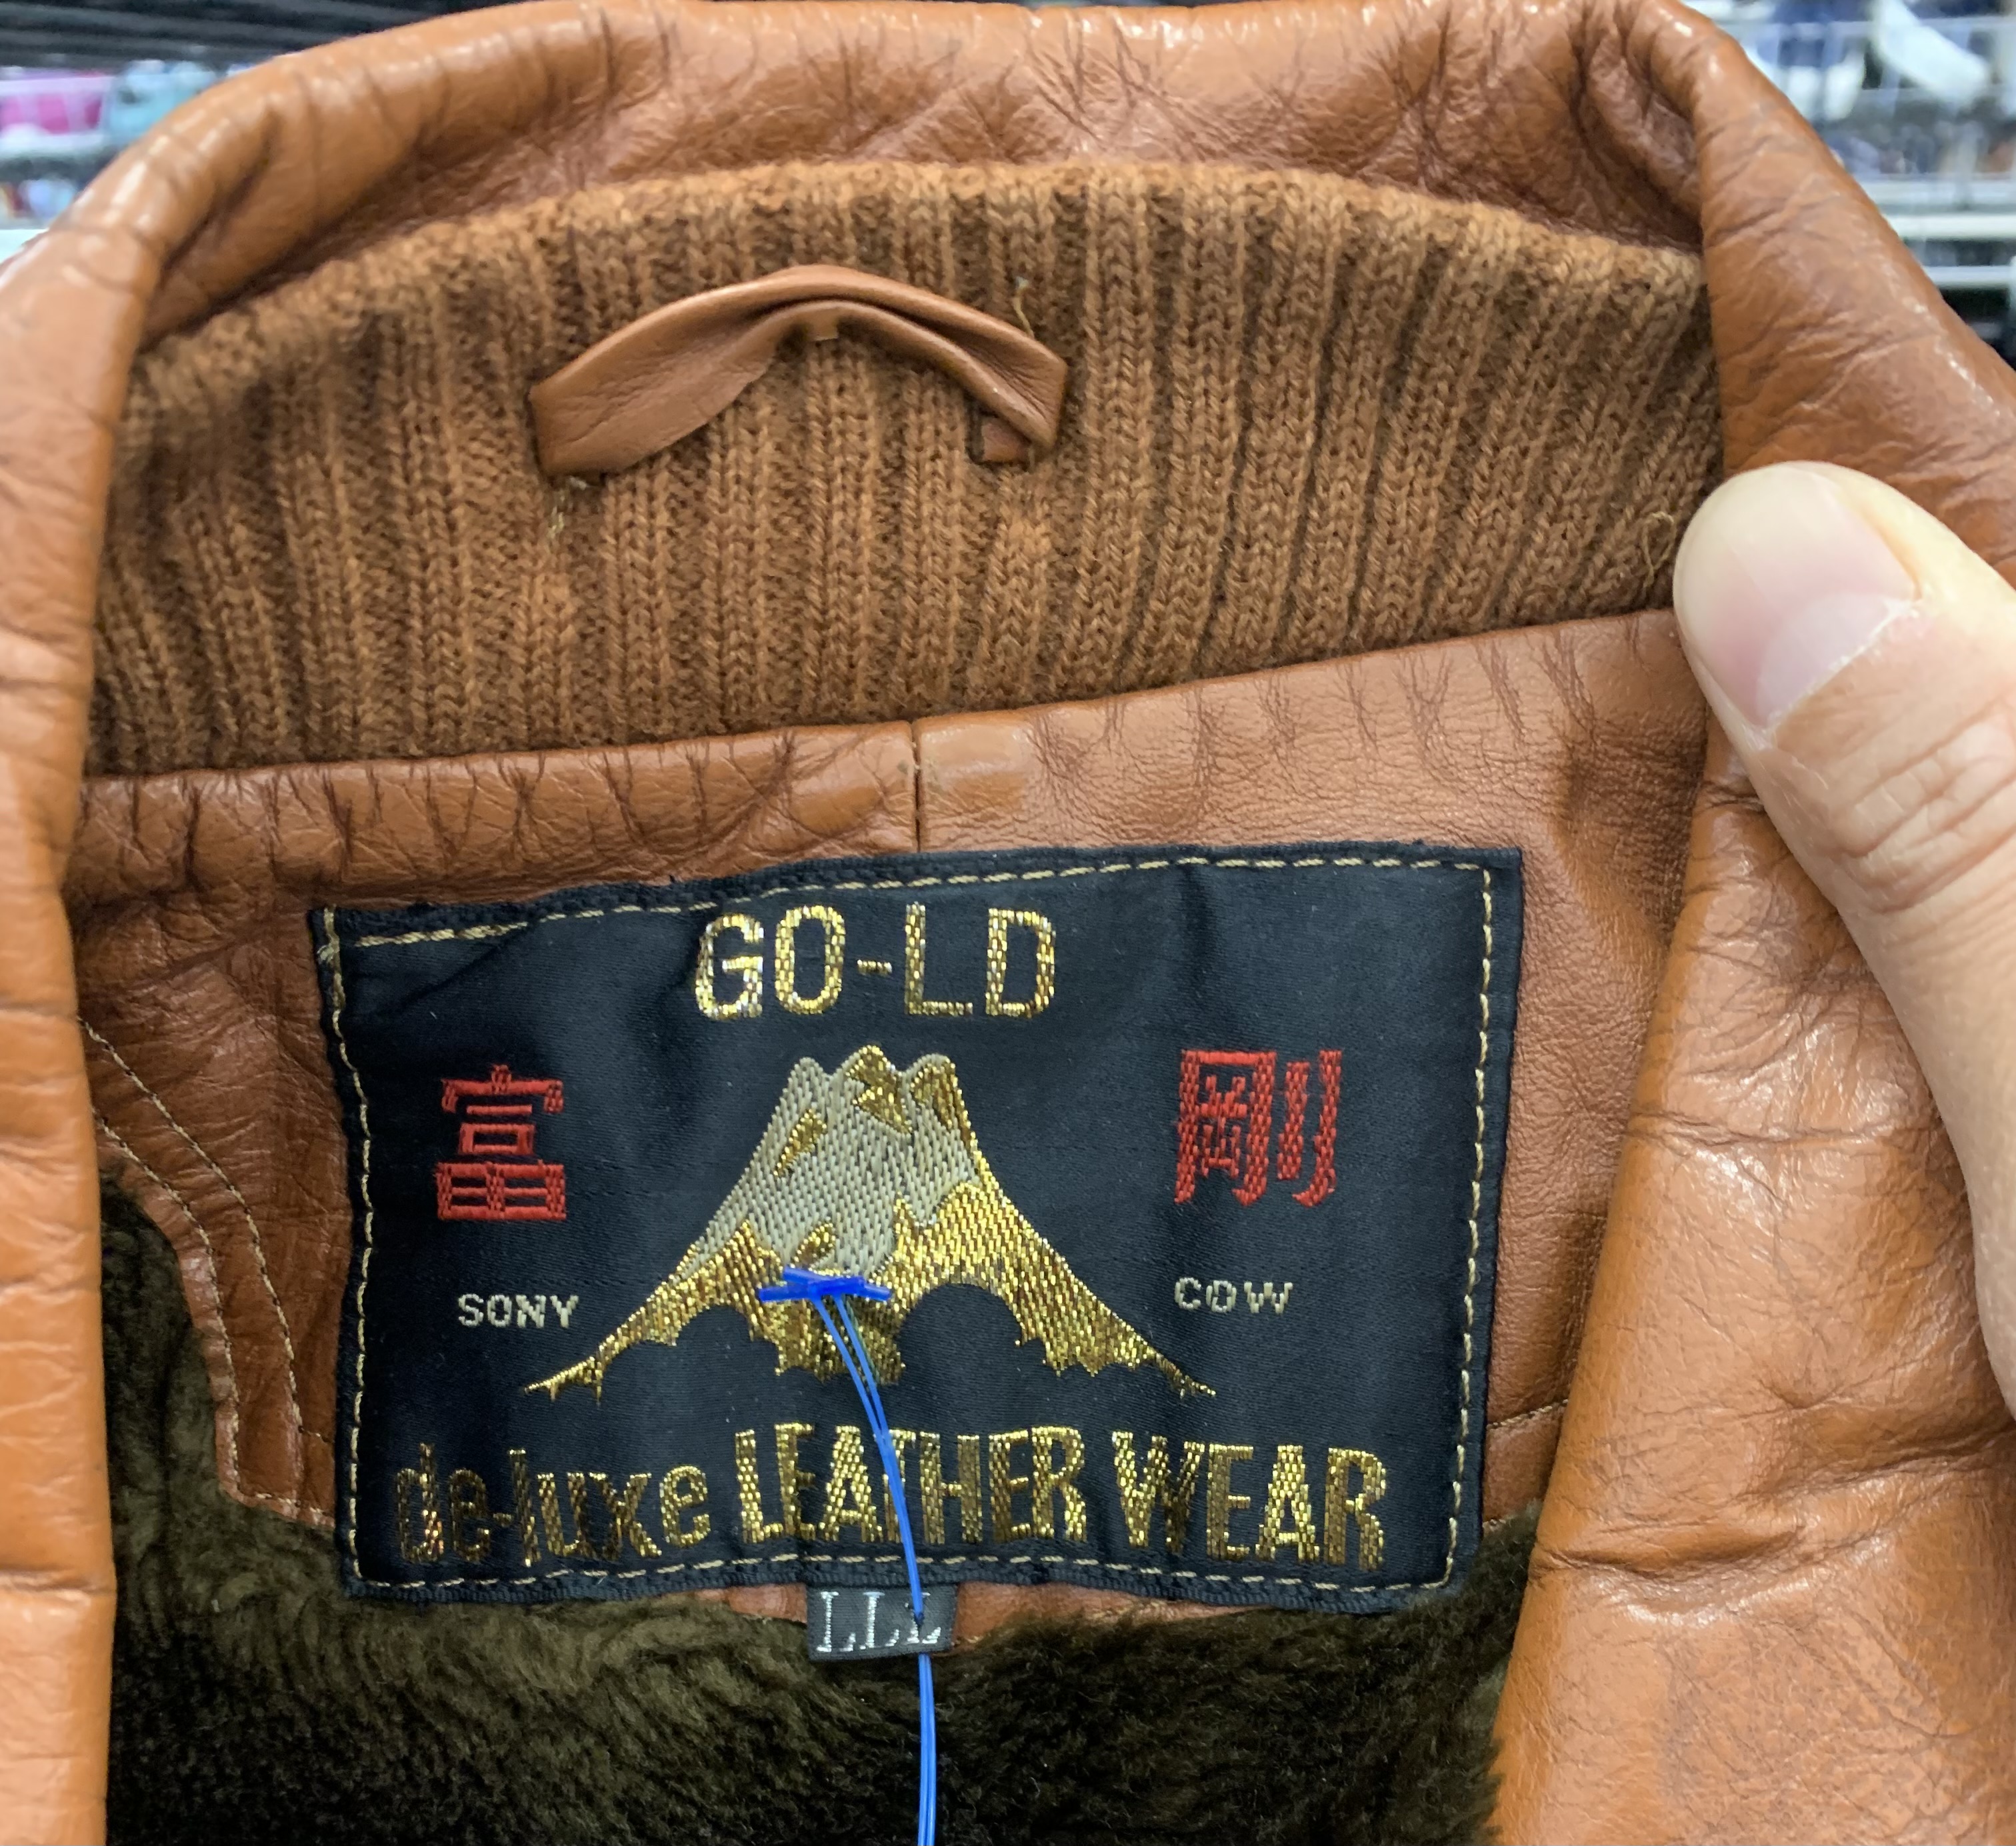 GO-LD
富 剛
SONY COW
de-luxe LEATHER WEAR
LLL